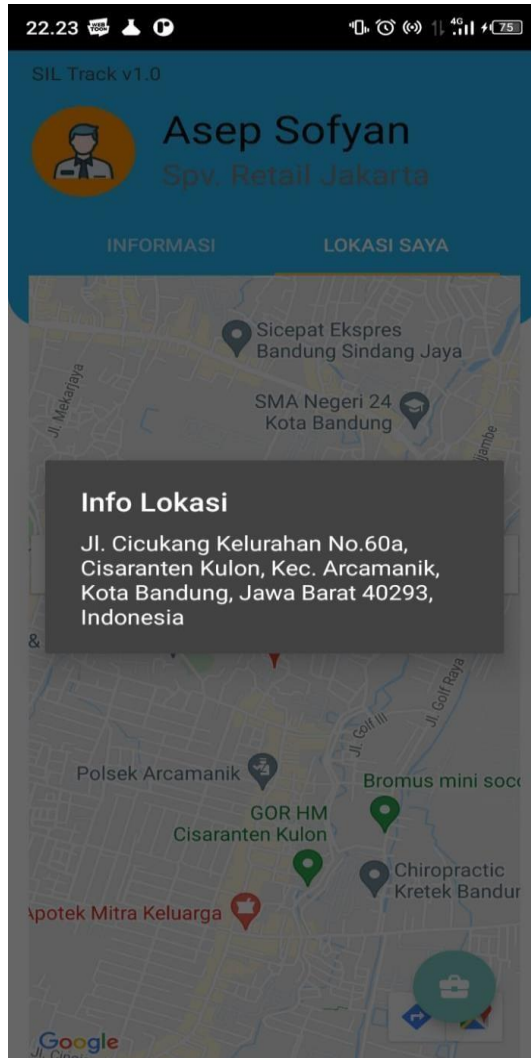 22.23
4G
75
SIL Track v1.0
Asep Sofyan
Spv. Retail Jakarta
INFORMASI
LOKASI SAYA
Sicepat Ekspres
Bandung Sindang Jaya
Jl. Mekarjaya
SMA Negeri 24
Kota Bandung
Info Lokasi
Jl. Cicukang Kelurahan No.60a,
Cisaranten Kulon, Kec. Arcamanik,
Kota Bandung, Jawa Barat 40293,
Indonesia
&
Jl. Golf Raya
Jl. Golf III
Polsek Arcamanik
Bromus mini socc
GOR HM
Cisaranten Kulon
Chiropractic
Kretek Bandur
Apotek Mitra Keluarga
Google